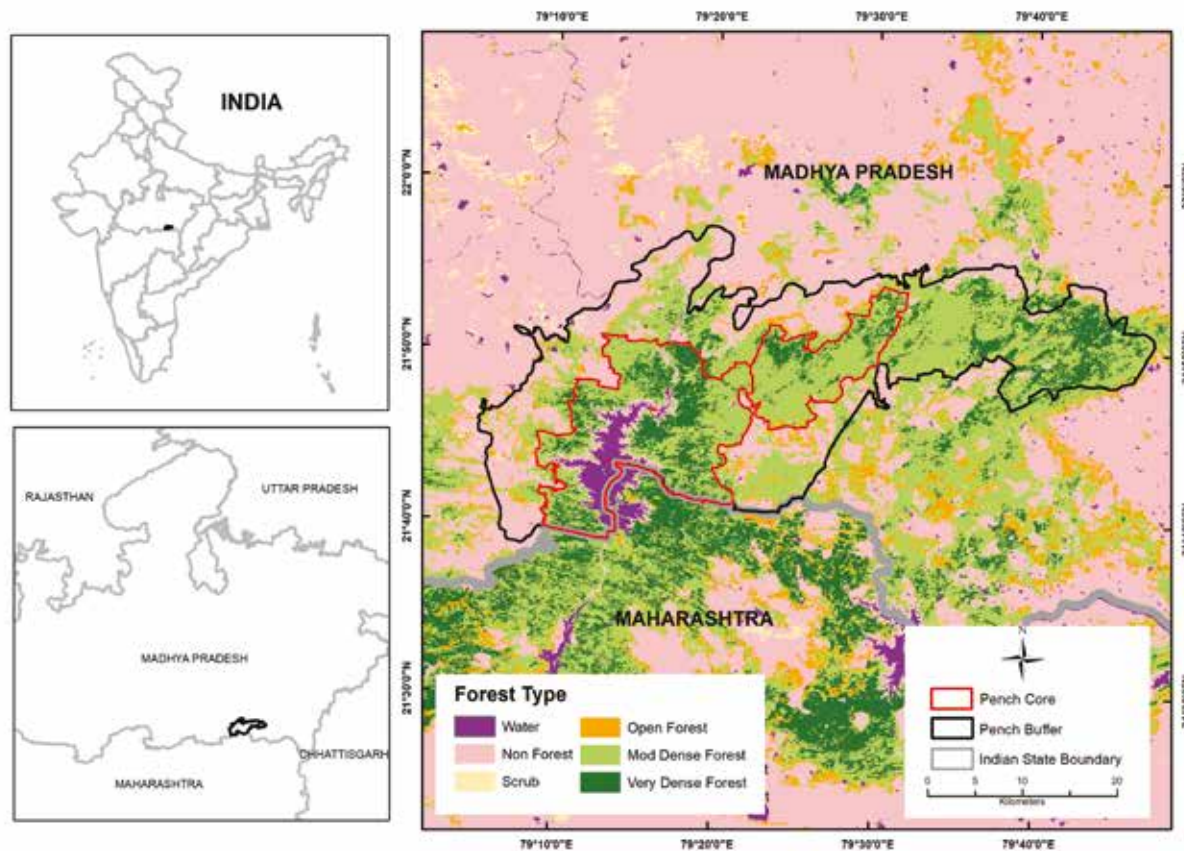 INDIA
RAJASTHAN
UTTAR PRADESH
MADHYA PRADESH
CHHATTISGARH
MAHARASHTRA
79°10'0"E
79°20'0"E
79°30'0"E
79°40'0"E
22°0'0"N
21°50'0"N
21°40'0"N
21°30'0"N
MADHYA PRADESH
MAHARASHTRA
Forest Type
Water
Non Forest
Scrub
Open Forest
Mod Dense Forest
Very Dense Forest
N
Pench Core
Pench Buffer
Indian State Boundary
0 5 10 20
Kilometers
79°10'0"E
79°20'0"E
79°30'0"E
79°40'0"E